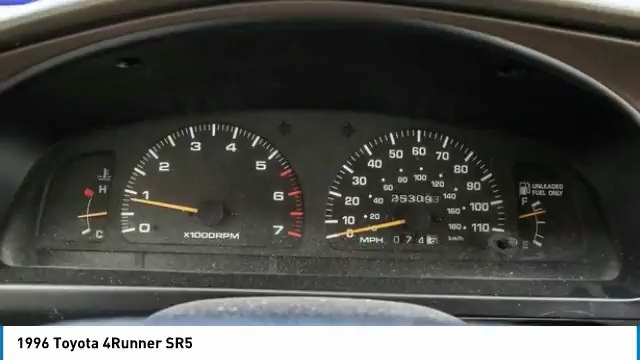 H
C
0 1 2 3 4 5 6 7
x1000RPM
0 10 20 30 40 50 60 70 80 90 100 110
20 40 60 80 100 120 140 160 180
MPH
km/h
UNLEADED
FUEL ONLY
F
E
1996 Toyota 4Runner SR5